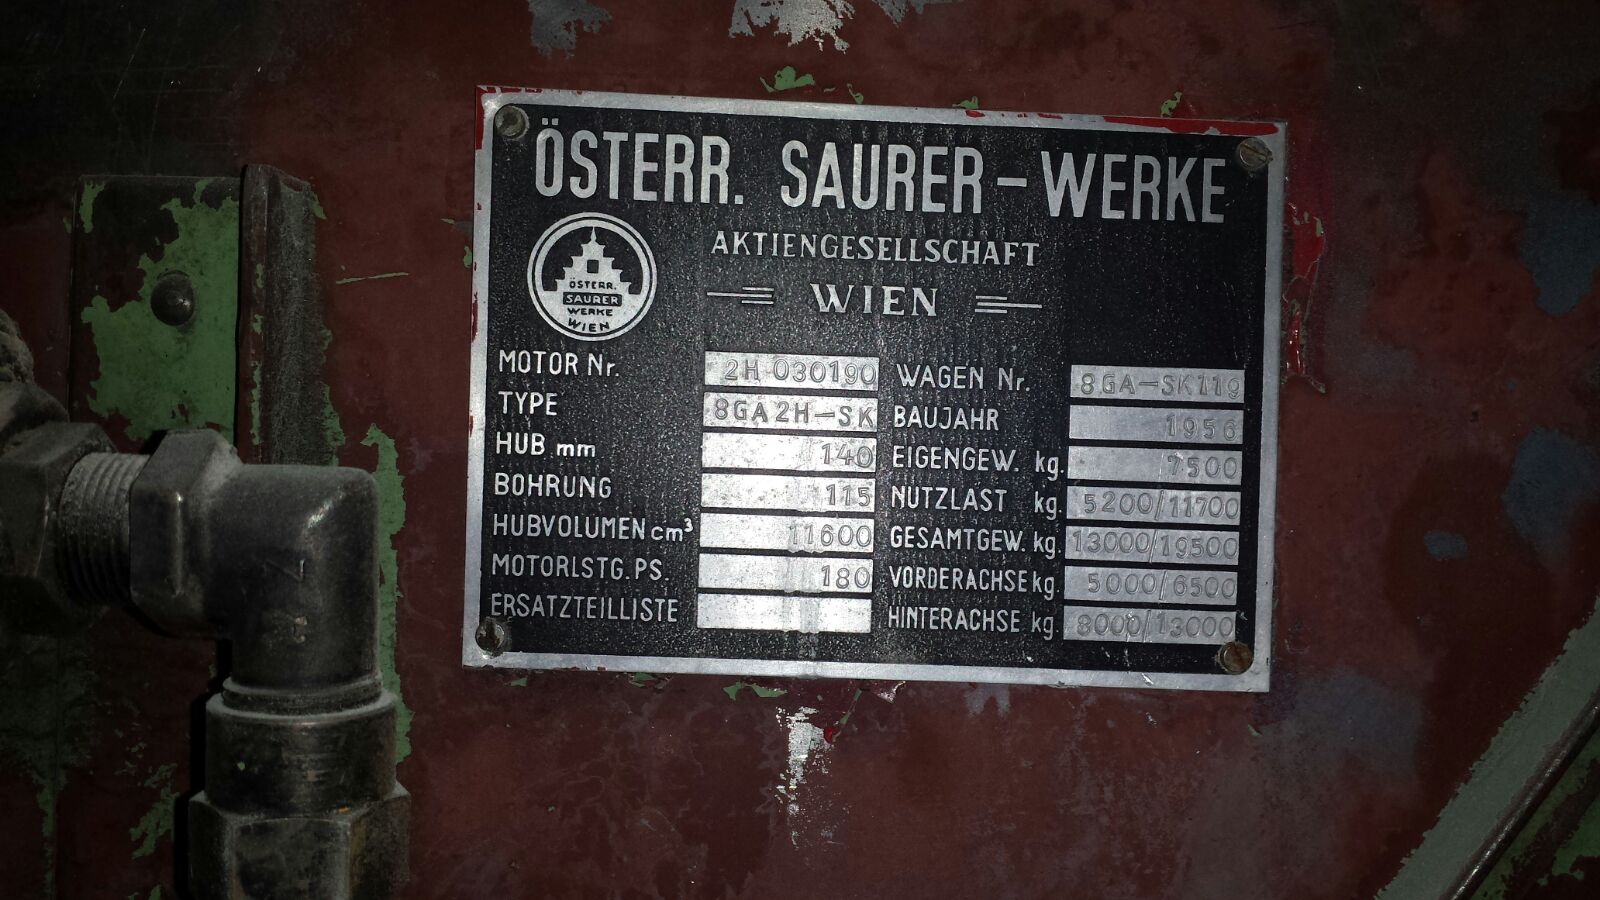 ÖSTERR. SAURER-WERKE
AKTIENGESELLSCHAFT
WIEN
ÖSTERR.
SAURER
WERKE
WIEN
MOTOR Nr. 2H 030190 WAGEN Nr. 8GA-SK119
TYPE 8GA2H-SK BAUJAHR 1956
HUB mm 140 EIGENGEW. kg. 7500
BOHRUNG 115 NUTZLAST kg. 5200/11700
HUBVOLUMEN cm³ 11600 GESAMTGEW. kg. 13000/19500
MOTORLSTG. PS. 180 VORDERACHSE kg. 5000/6500
ERSATZTEILLISTE HINTERACHSE kg. 8000/13000